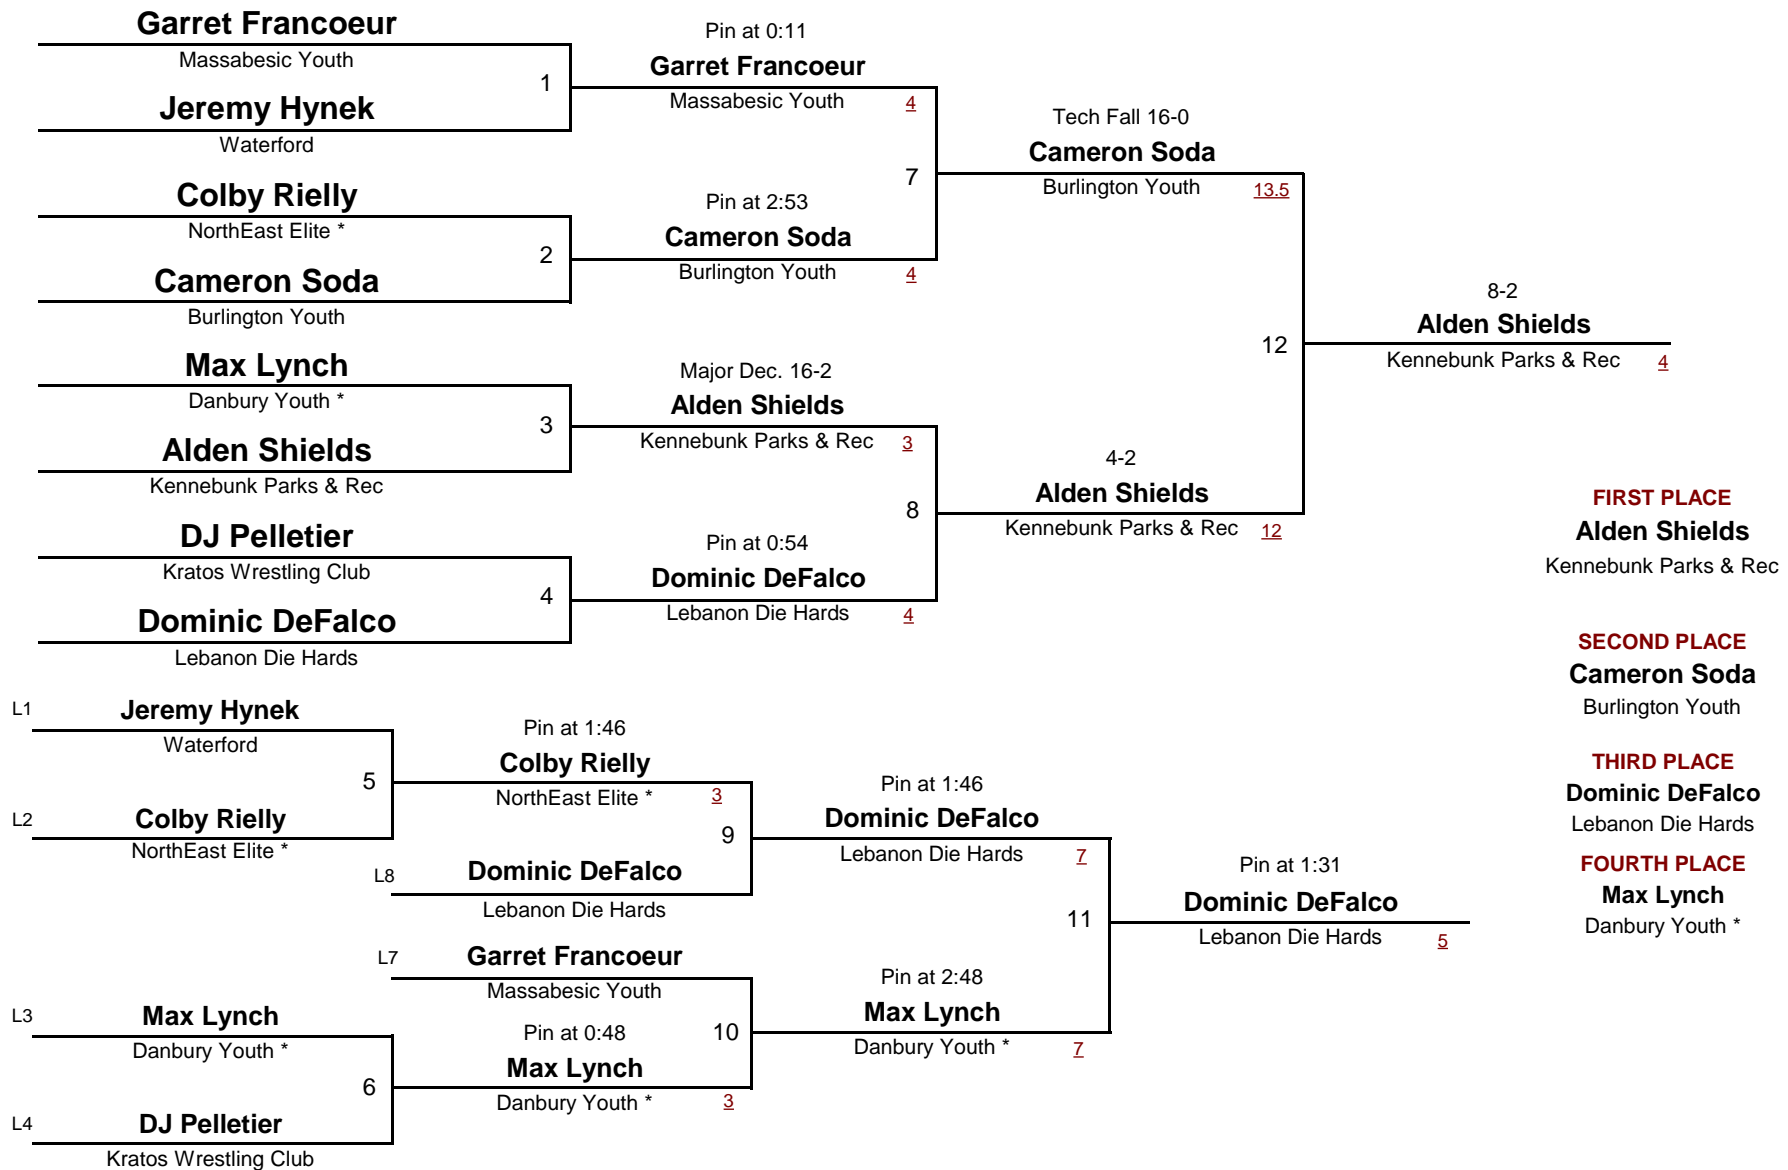 Garret Francoeur
Massabesic Youth
1
Jeremy Hynek
Waterford
Pin at 0:11
Garret Francoeur
Massabesic Youth 4
Colby Rielly
NorthEast Elite *
2
Cameron Soda
Burlington Youth
Pin at 2:53
Cameron Soda
Burlington Youth 4
7
Tech Fall 16-0
Cameron Soda
Burlington Youth 13.5
Max Lynch
Danbury Youth *
3
Alden Shields
Kennebunk Parks & Rec
Major Dec. 16-2
Alden Shields
Kennebunk Parks & Rec 3
DJ Pelletier
Kratos Wrestling Club
4
Dominic DeFalco
Lebanon Die Hards
Pin at 0:54
Dominic DeFalco
Lebanon Die Hards 4
8
4-2
Alden Shields
Kennebunk Parks & Rec 12
12
8-2
Alden Shields
Kennebunk Parks & Rec 4
FIRST PLACE
Alden Shields
Kennebunk Parks & Rec
SECOND PLACE
Cameron Soda
Burlington Youth
THIRD PLACE
Dominic DeFalco
Lebanon Die Hards
FOURTH PLACE
Max Lynch
Danbury Youth *
L1 Jeremy Hynek
Waterford
5
L2 Colby Rielly
NorthEast Elite *
Pin at 1:46
Colby Rielly
NorthEast Elite * 3
9
L8 Dominic DeFalco
Lebanon Die Hards
Pin at 1:46
Dominic DeFalco
Lebanon Die Hards 7
L7 Garret Francoeur
Massabesic Youth
10
L3 Max Lynch
Danbury Youth *
6
L4 DJ Pelletier
Kratos Wrestling Club
Pin at 0:48
Max Lynch
Danbury Youth * 3
Pin at 2:48
Max Lynch
Danbury Youth * 7
11
Pin at 1:31
Dominic DeFalco
Lebanon Die Hards 5